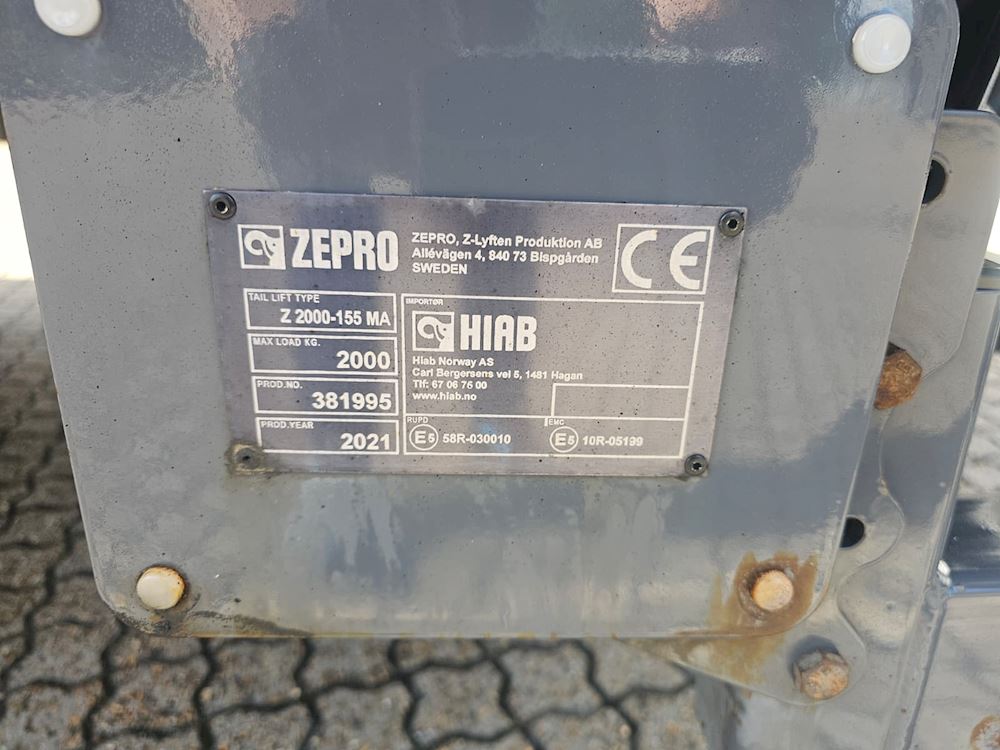 ZEPRO
ZEPRO, Z-Lyften Produktion AB
Allévägen 4, 840 73 Bispgården
SWEDEN
CE
TAIL LIFT TYPE
Z 2000-155 MA
MAX LOAD KG.
2000
PROD.NO.
381995
PROD.YEAR
2021
IMPORTØR
HIAB
Hiab Norway AS
Carl Bergersens vei 5, 1481 Hagan
Tlf: 67 06 76 00
www.hiab.no
RUPD
E5 58R-030010
EMC
E5 10R-05199